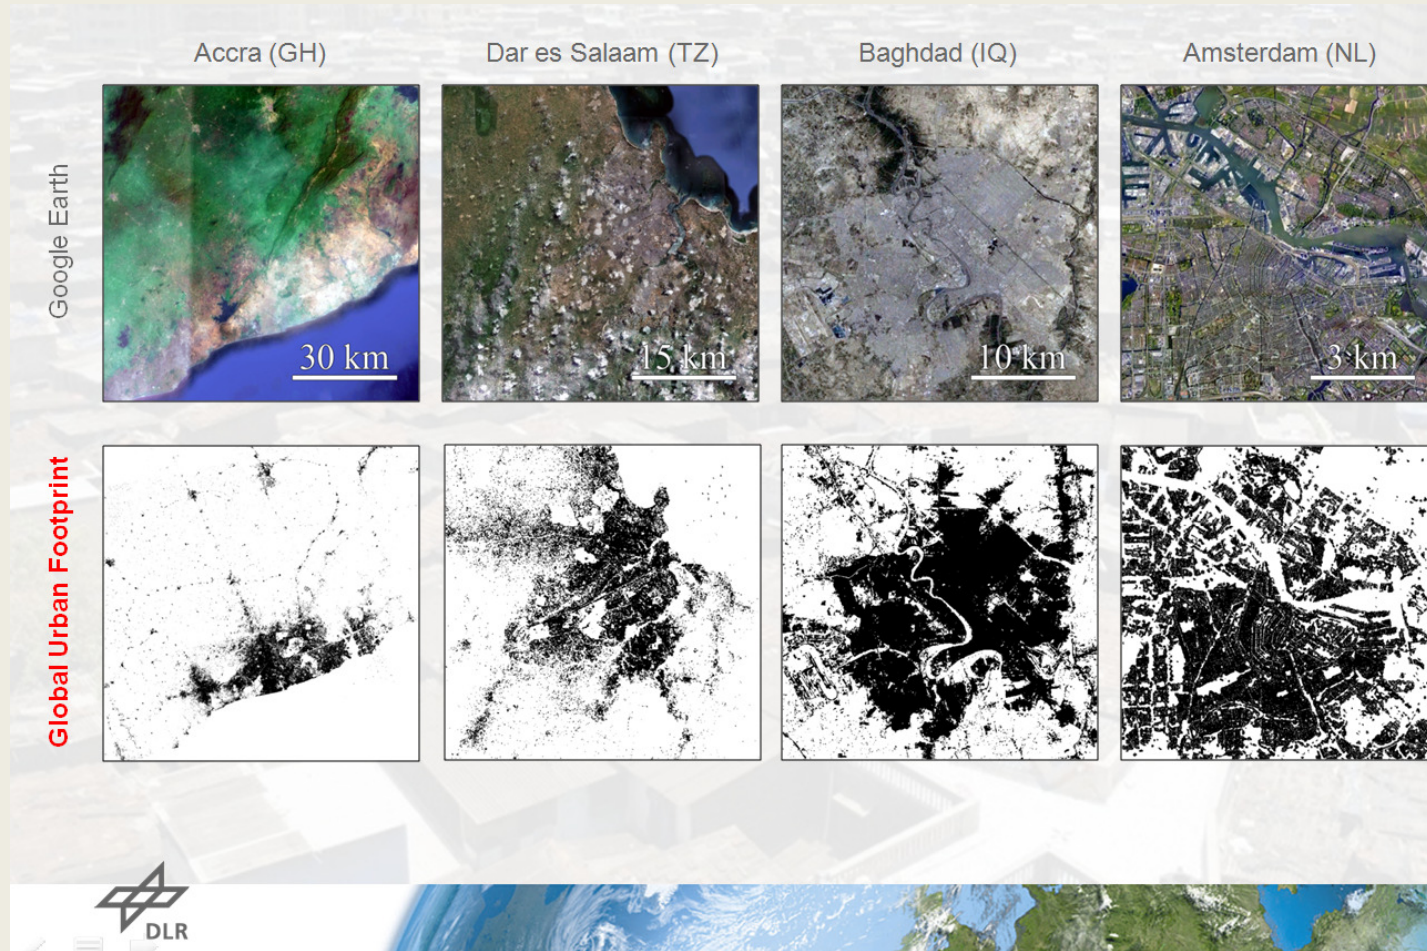 Accra (GH)
Dar es Salaam (TZ)
Baghdad (IQ)
Amsterdam (NL)
Google Earth
30 km
15 km
10 km
3 km
Global Urban Footprint
DLR